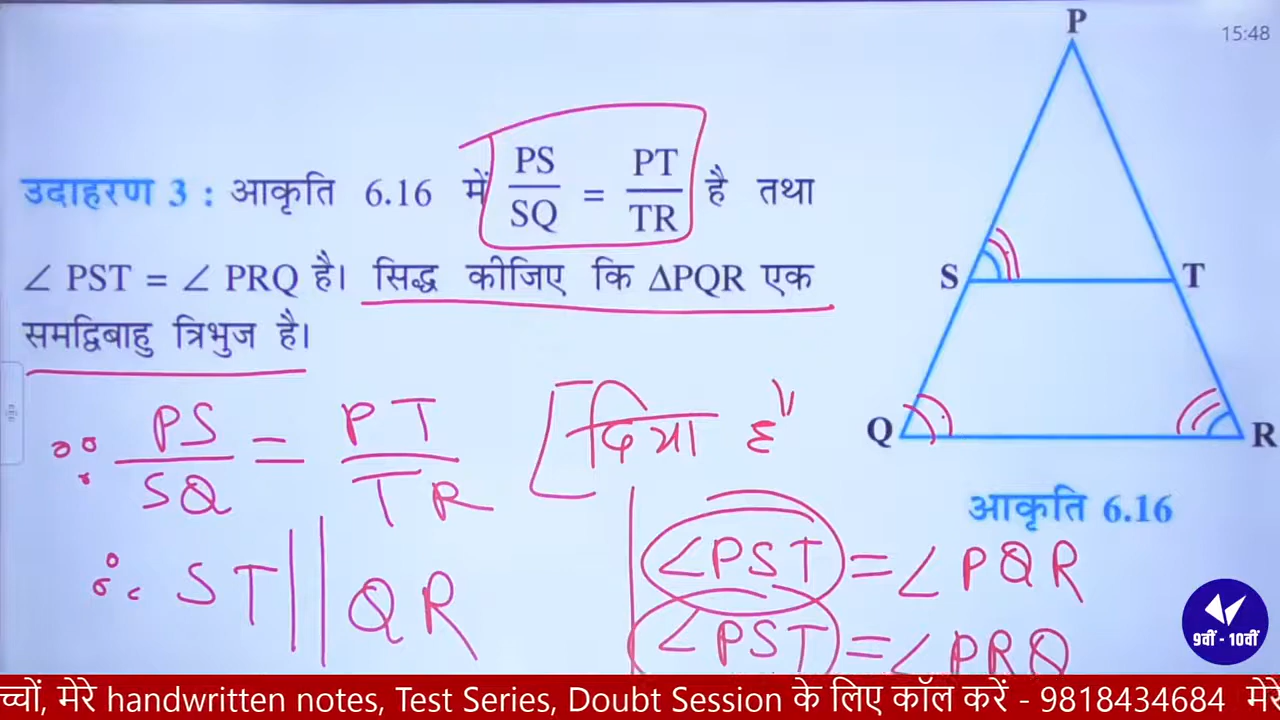 P
15:48
उदाहरण 3 : आकृति 6.16 में PS/SQ = PT/TR है तथा
∠ PST = ∠ PRQ है। सिद्ध कीजिए कि ΔPQR एक
समद्विबाहु त्रिभुज है।
S T
Q R
आकृति 6.16
∵ PS/SQ = PT/TR [दिया है"
∴ ST || QR
∠PST = ∠PQR
∠PST = ∠PRQ
9वीं - 10वीं
च्चों, मेरे handwritten notes, Test Series, Doubt Session के लिए कॉल करें - 9818434684 मेरे